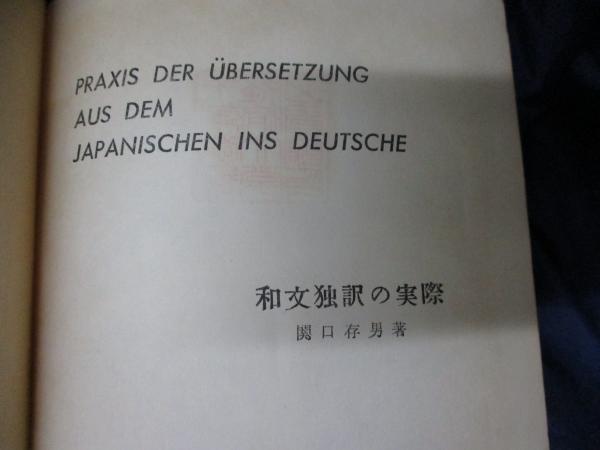 PRAXIS DER ÜBERSETZUNG
AUS DEM
JAPANISCHEN INS DEUTSCHE
和文独訳の実際
関口存男著